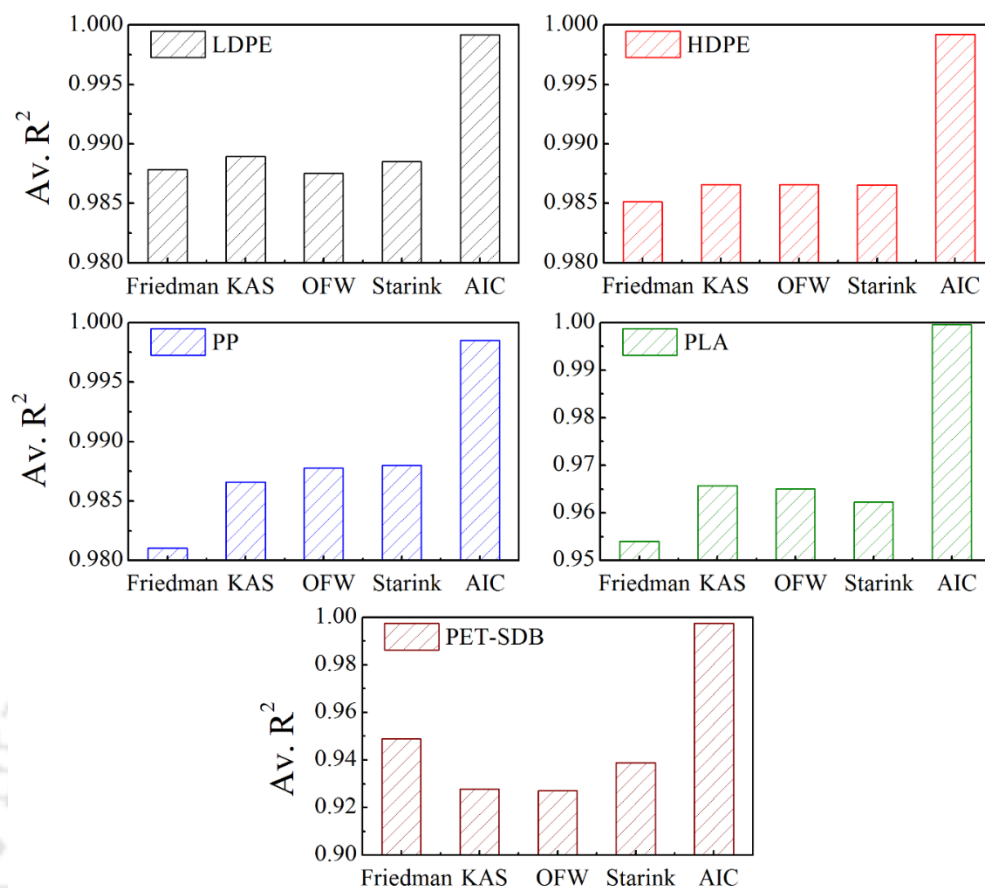 LDPE
1.000
0.995
0.990
0.985
0.980
Av. R²
Friedman KAS OFW Starink AIC
HDPE
1.000
0.995
0.990
0.985
0.980
Friedman KAS OFW Starink AIC
PP
1.000
0.995
0.990
0.985
0.980
Av. R²
Friedman KAS OFW Starink AIC
PLA
1.00
0.99
0.98
0.97
0.96
0.95
Friedman KAS OFW Starink AIC
PET-SDB
1.00
0.98
0.96
0.94
0.92
0.90
Av. R²
Friedman KAS OFW Starink AIC